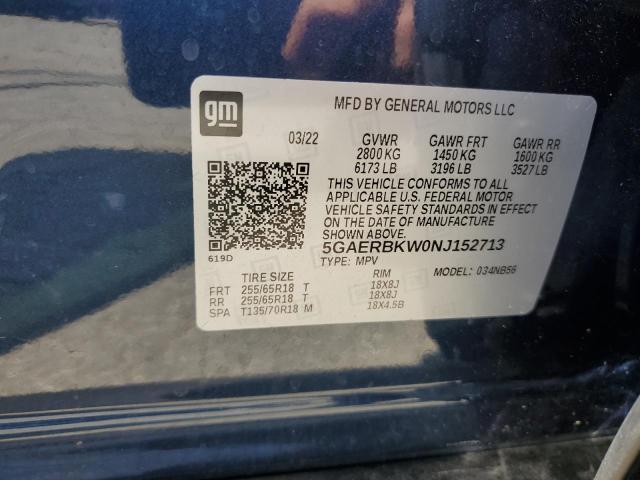 gm
MFD BY GENERAL MOTORS LLC
03/22 GVWR GAWR FRT GAWR RR
2800 KG 1450 KG 1600 KG
6173 LB 3196 LB 3527 LB
THIS VEHICLE CONFORMS TO ALL
APPLICABLE U.S. FEDERAL MOTOR
VEHICLE SAFETY STANDARDS IN EFFECT
ON THE DATE OF MANUFACTURE
SHOWN ABOVE.
619D
5GAERBKW0NJ152713
TYPE: MPV MODEL: 034NB56
TIRE SIZE RIM
FRT 255/65R18 T 18X8J
RR 255/65R18 T 18X8J
SPA T135/70R18 M 18X4.5B